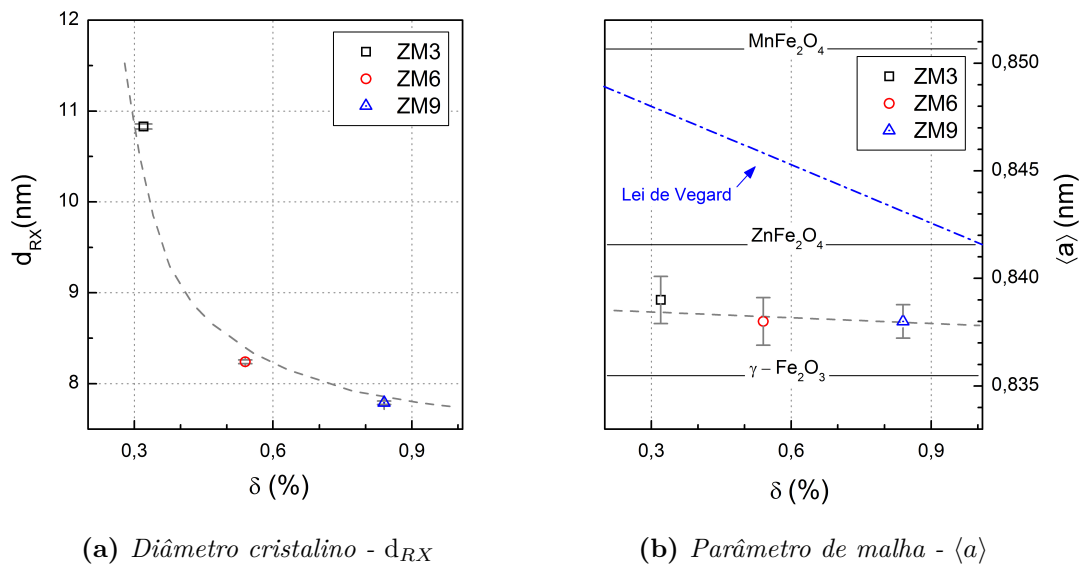 12
11
10
9
8
d_RX(nm)
0,3
0,6
0,9
δ (%)
ZM3
ZM6
ZM9
(a) Diâmetro cristalino - d_RX
MnFe₂O₄
ZM3
ZM6
ZM9
Lei de Vegard
ZnFe₂O₄
γ – Fe₂O₃
0,850
0,845
0,840
0,835
⟨a⟩ (nm)
0,3
0,6
0,9
δ (%)
(b) Parâmetro de malha - ⟨a⟩